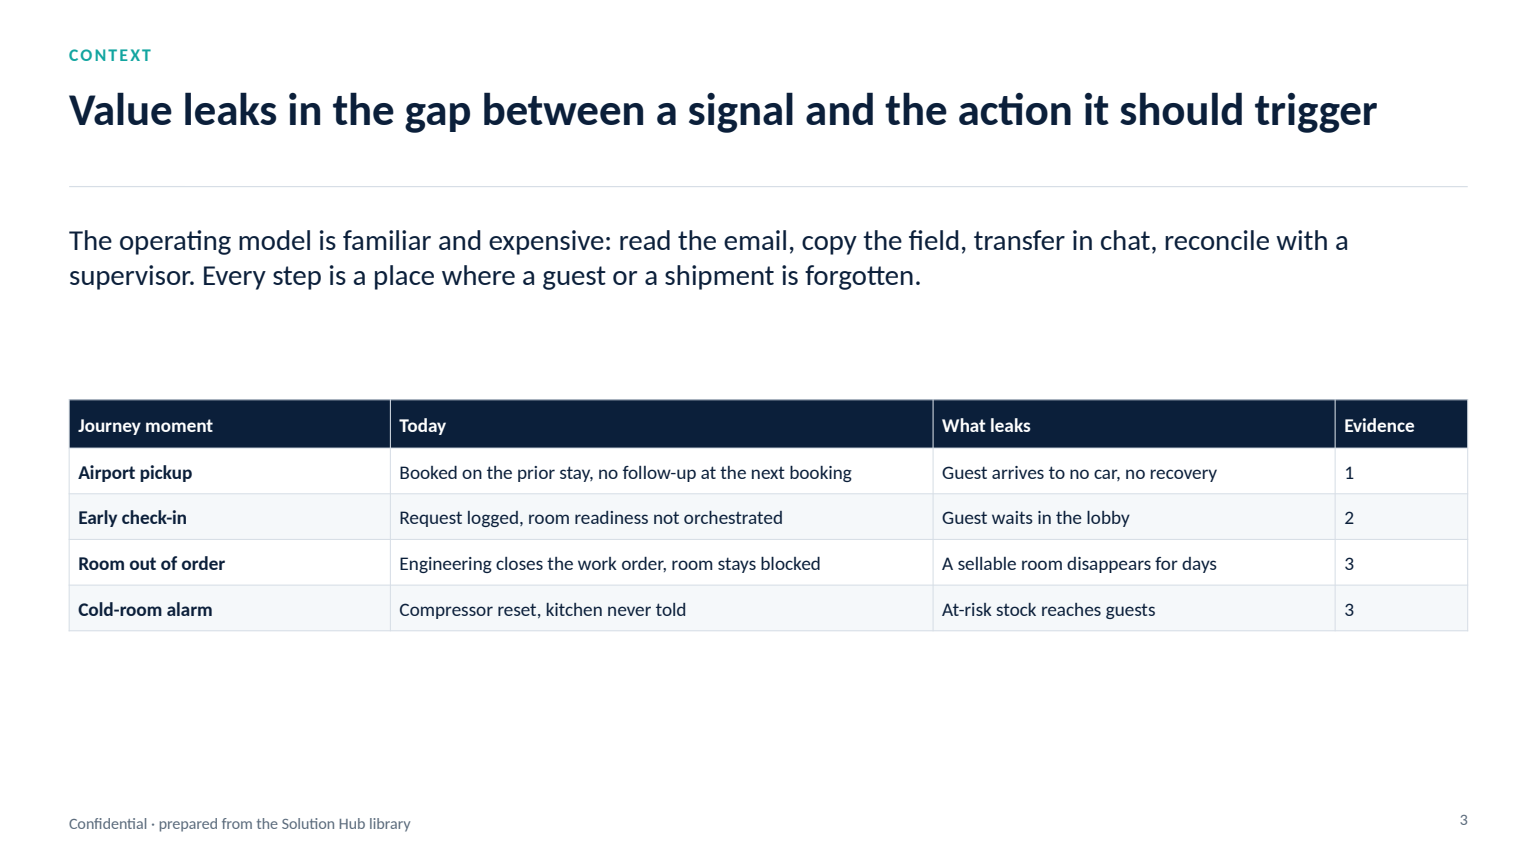 CONTEXT
Value leaks in the gap between a signal and the action it should trigger
The operating model is familiar and expensive: read the email, copy the field, transfer in chat, reconcile with a
supervisor. Every step is a place where a guest or a shipment is forgotten.
Journey moment Today What leaks Evidence
Airport pickup Booked on the prior stay, no follow-up at the next booking Guest arrives to no car, no recovery 1
Early check-in Request logged, room readiness not orchestrated Guest waits in the lobby 2
Room out of order Engineering closes the work order, room stays blocked A sellable room disappears for days 3
Cold-room alarm Compressor reset, kitchen never told At-risk stock reaches guests 3
Confidential · prepared from the Solution Hub library 3